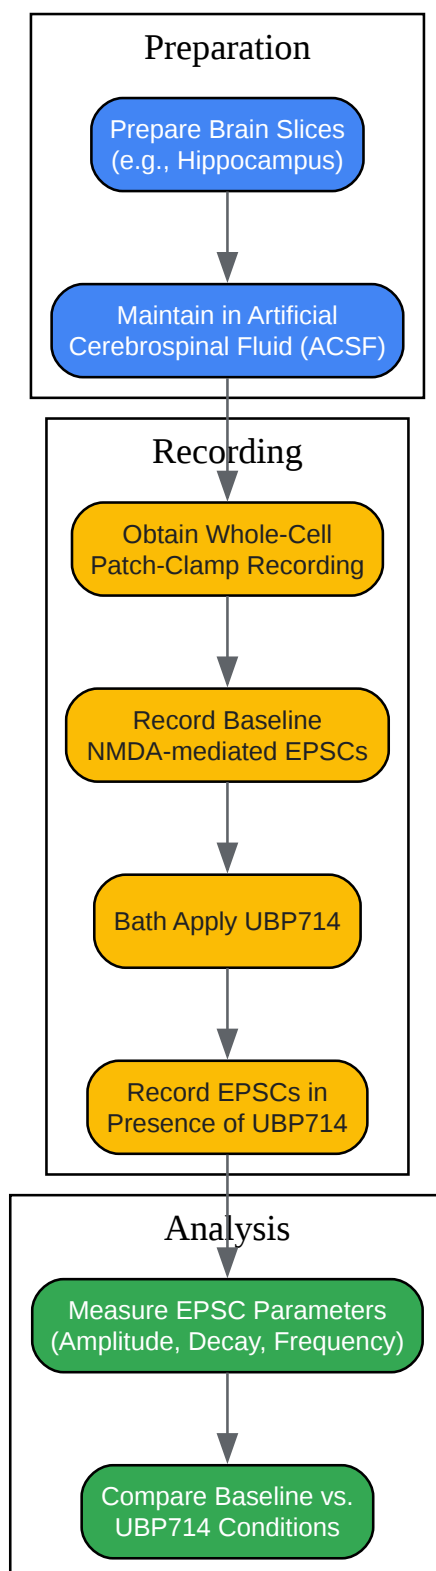 Preparation
Prepare Brain Slices
(e.g., Hippocampus)
Maintain in Artificial
Cerebrospinal Fluid (ACSF)
Recording
Obtain Whole-Cell
Patch-Clamp Recording
Record Baseline
NMDA-mediated EPSCs
Bath Apply UBP714
Record EPSCs in
Presence of UBP714
Analysis
Measure EPSC Parameters
(Amplitude, Decay, Frequency)
Compare Baseline vs.
UBP714 Conditions